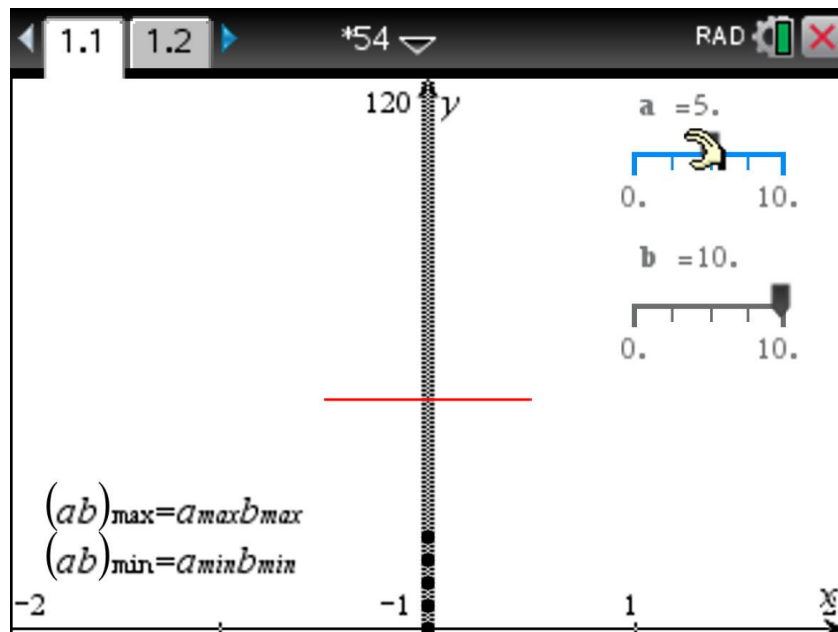 1.1 1.2 *54 RAD
120 y
a =5.
0. 10.
b =10.
0. 10.
(ab)max=amaxbmax
(ab)min=aminbmin
-2 -1 1 x